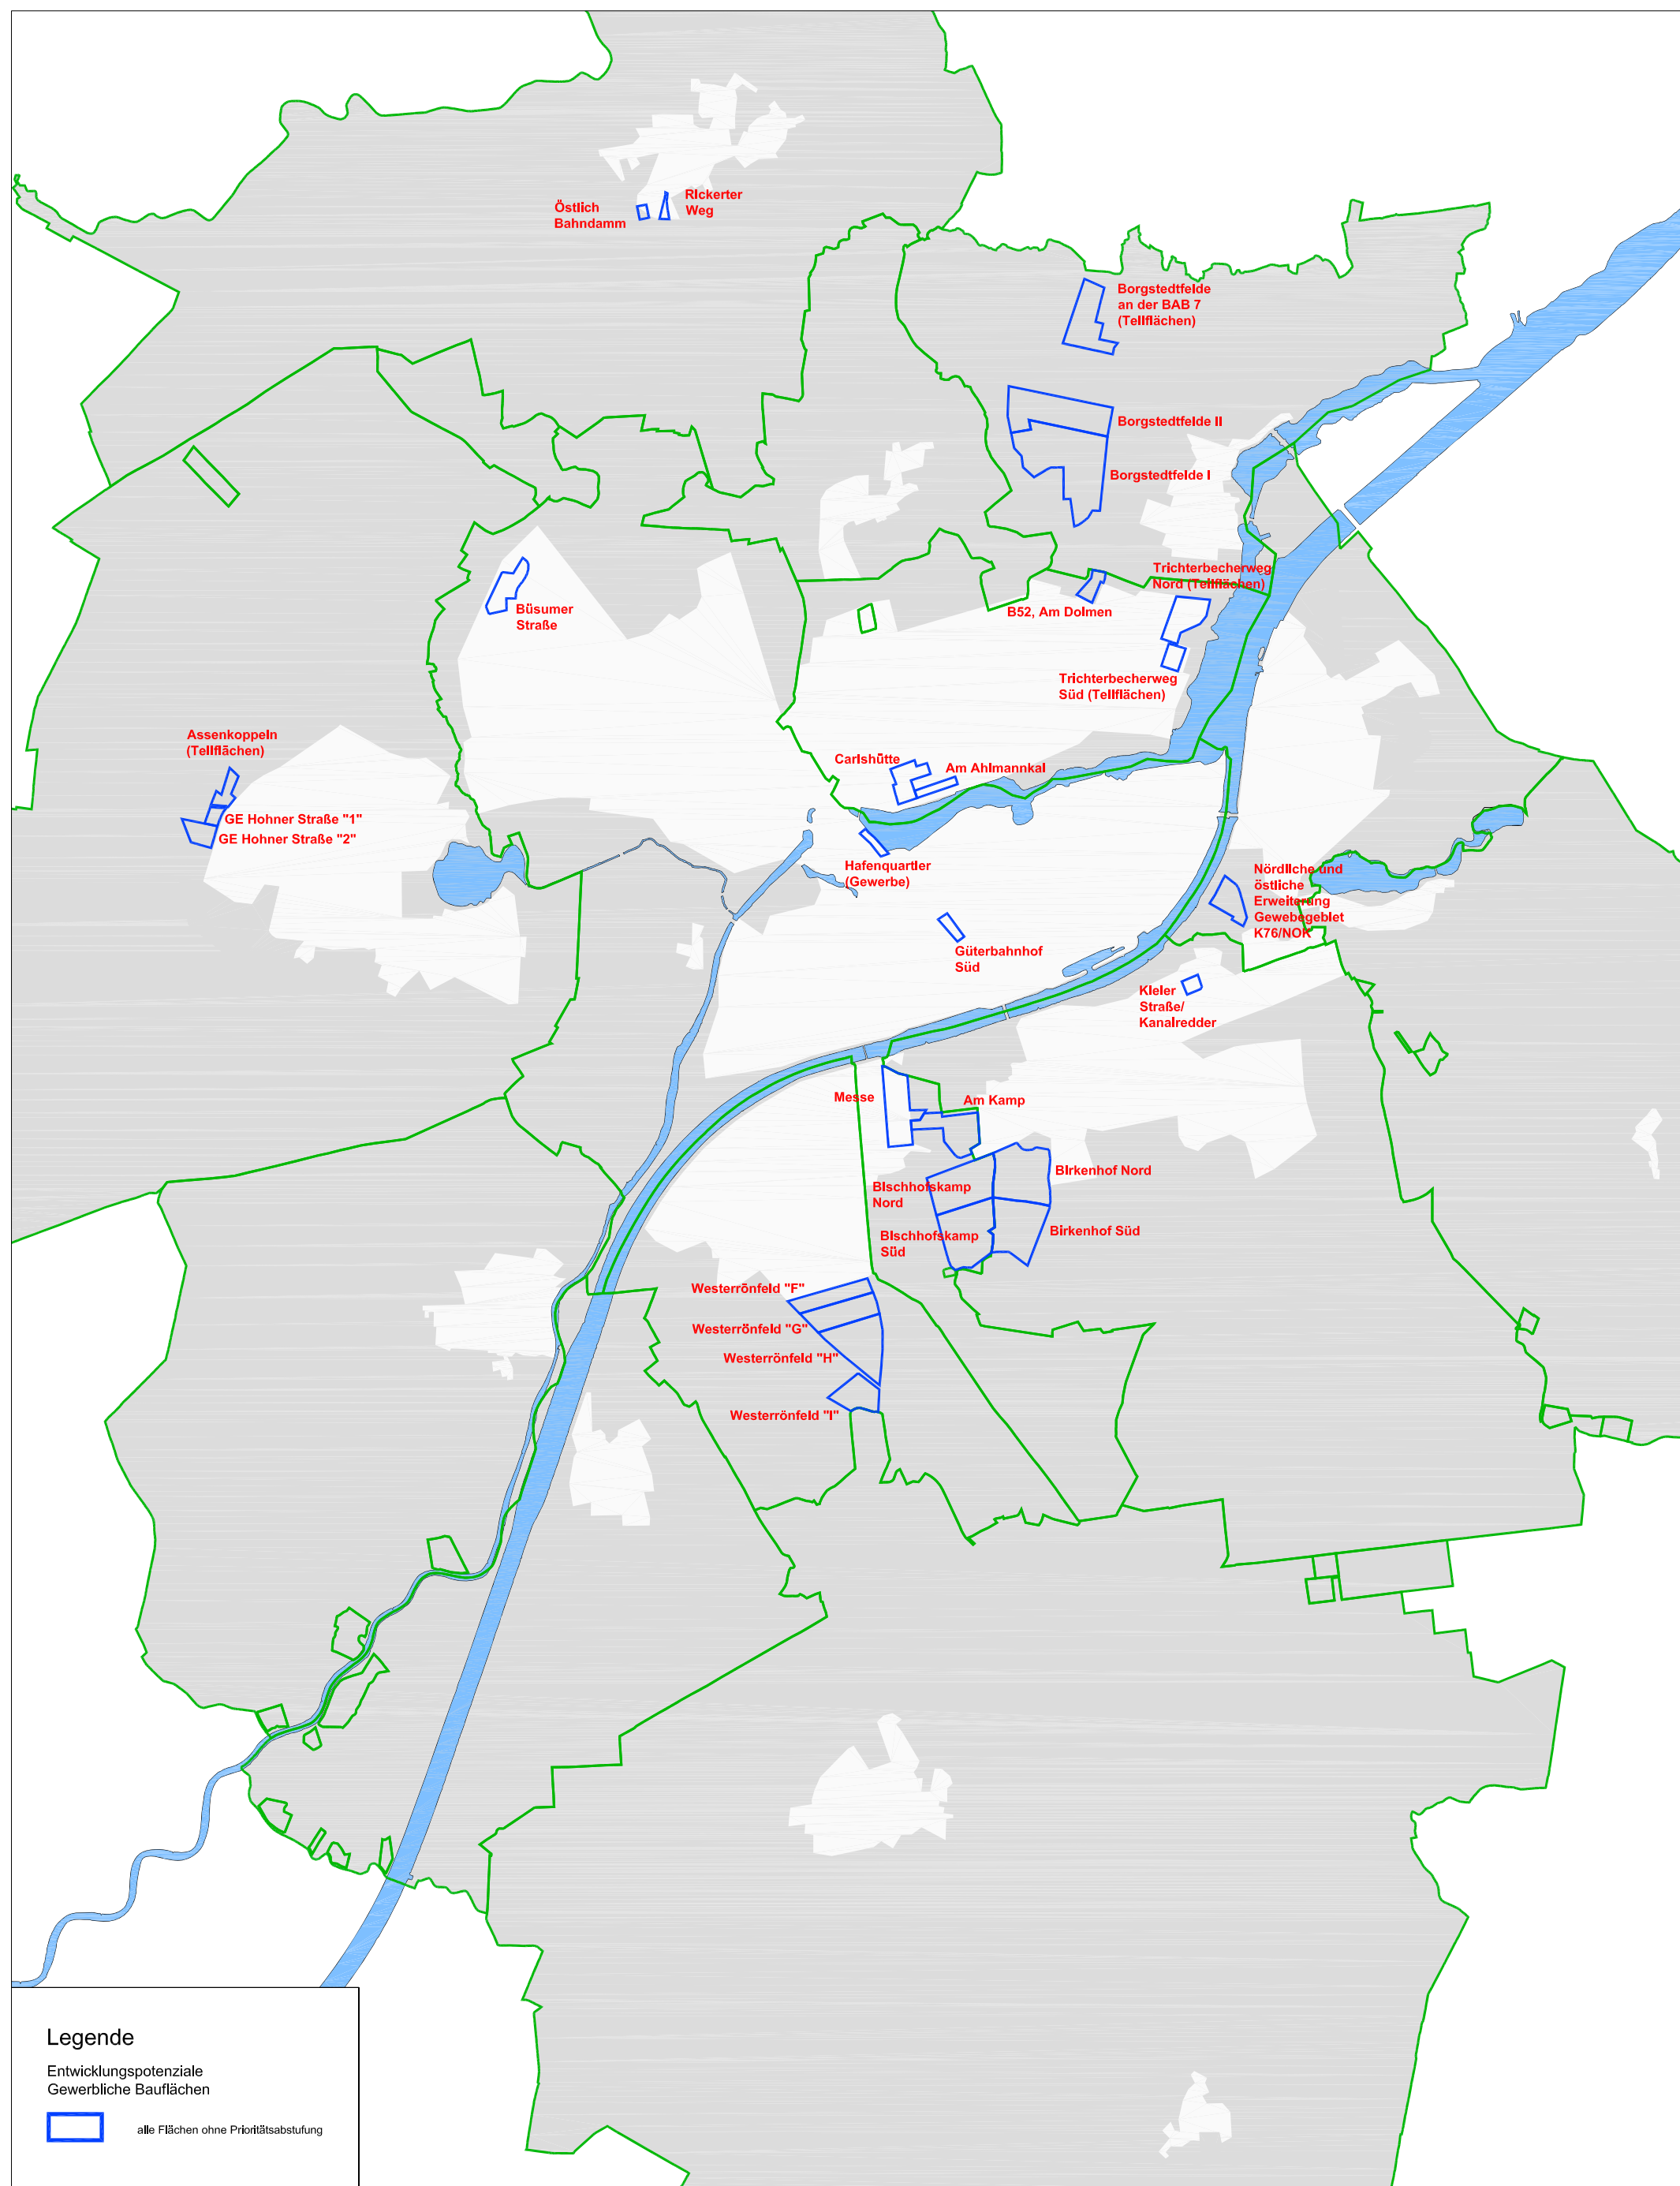 Östlich
Bahndamm
Rickerter
Weg
Borgstedtfelde
an der BAB 7
(Teilflächen)
Borgstedtfelde II
Borgstedtfelde I
Trichterbecherweg
Nord (Teilflächen)
B52, Am Dolmen
Büsumer
Straße
Trichterbecherweg
Süd (Teilflächen)
Assenkoppeln
(Teilflächen)
Carlshütte
Am Ahlmannkai
GE Hohner Straße "1"
GE Hohner Straße "2"
Hafenquartier
(Gewerbe)
Nördliche und
östliche
Erweiterung
Gewebegebiet
K76/NOK
Güterbahnhof
Süd
Kieler
Straße/
Kanalredder
Messe
Am Kamp
Birkenhof Nord
Bischhofskamp
Nord
Birkenhof Süd
Bischhofskamp
Süd
Westerrönfeld "F"
Westerrönfeld "G"
Westerrönfeld "H"
Westerrönfeld "I"
Legende
Entwicklungspotenziale
Gewerbliche Bauflächen
alle Flächen ohne Prioritätsabstufung